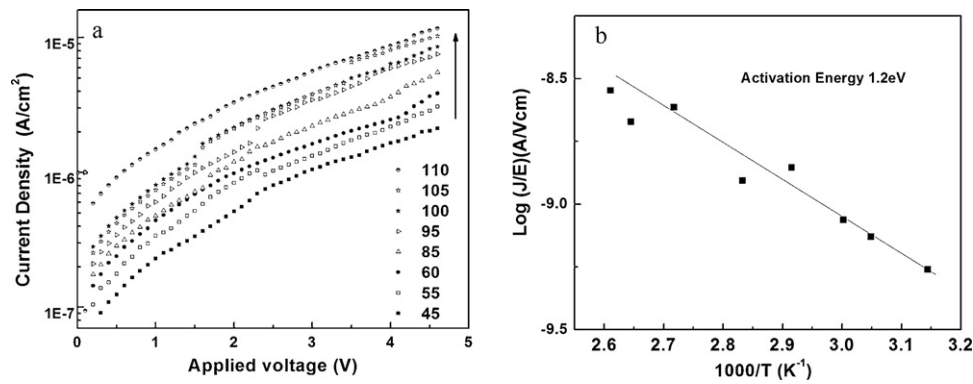 a
Current Density (A/cm²)
1E-5
1E-6
1E-7
110
105
100
95
85
60
55
45
0 1 2 3 4 5
Applied voltage (V)
b
Activation Energy 1.2eV
Log (J/E)(A/Vcm)
-8.5
-9.0
-9.5
2.6 2.7 2.8 2.9 3.0 3.1 3.2
1000/T (K⁻¹)